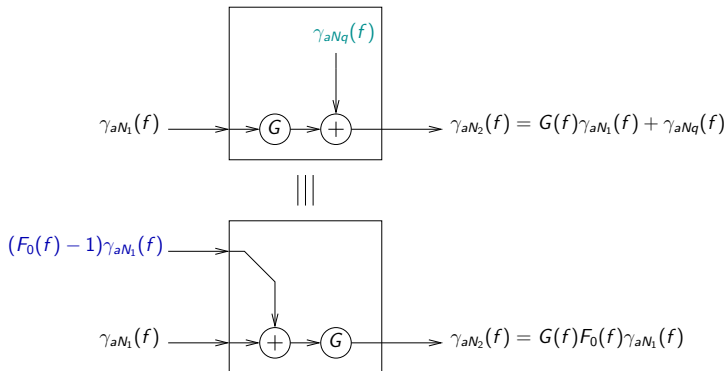 γaNq(f)
γaN1(f)
G
+
γaN2(f) = G(f)γaN1(f) + γaNq(f)
(F0(f) − 1)γaN1(f)
γaN1(f)
+
G
γaN2(f) = G(f)F0(f)γaN1(f)